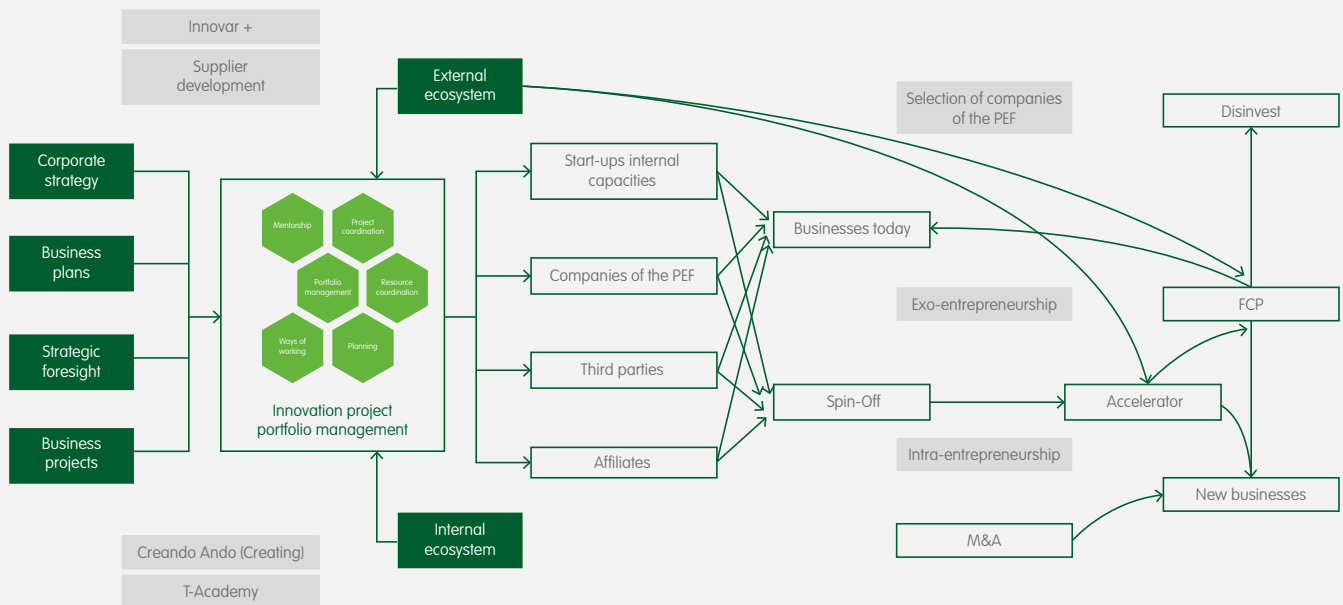 Innovar +
Supplier
development
External
ecosystem
Selection of companies
of the PEF
Disinvest
Corporate
strategy
Business
plans
Strategic
foresight
Business
projects
Mentorship
Project
coordination
Portfolio
management
Resource
coordination
Ways of
working
Planning
Innovation project
portfolio management
Start-ups internal
capacities
Companies of the PEF
Third parties
Affiliates
Businesses today
Spin-Off
Exo-entrepreneurship
FCP
Accelerator
Intra-entrepreneurship
New businesses
M&A
Internal
ecosystem
Creando Ando (Creating)
T-Academy